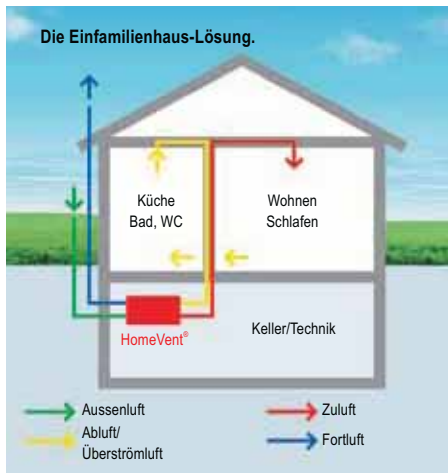 Die Einfamilienhaus-Lösung.
Küche
Bad, WC
Wohnen
Schlafen
HomeVent®
Keller/Technik
Aussenluft
Zuluft
Abluft/
Überströmluft
Fortluft